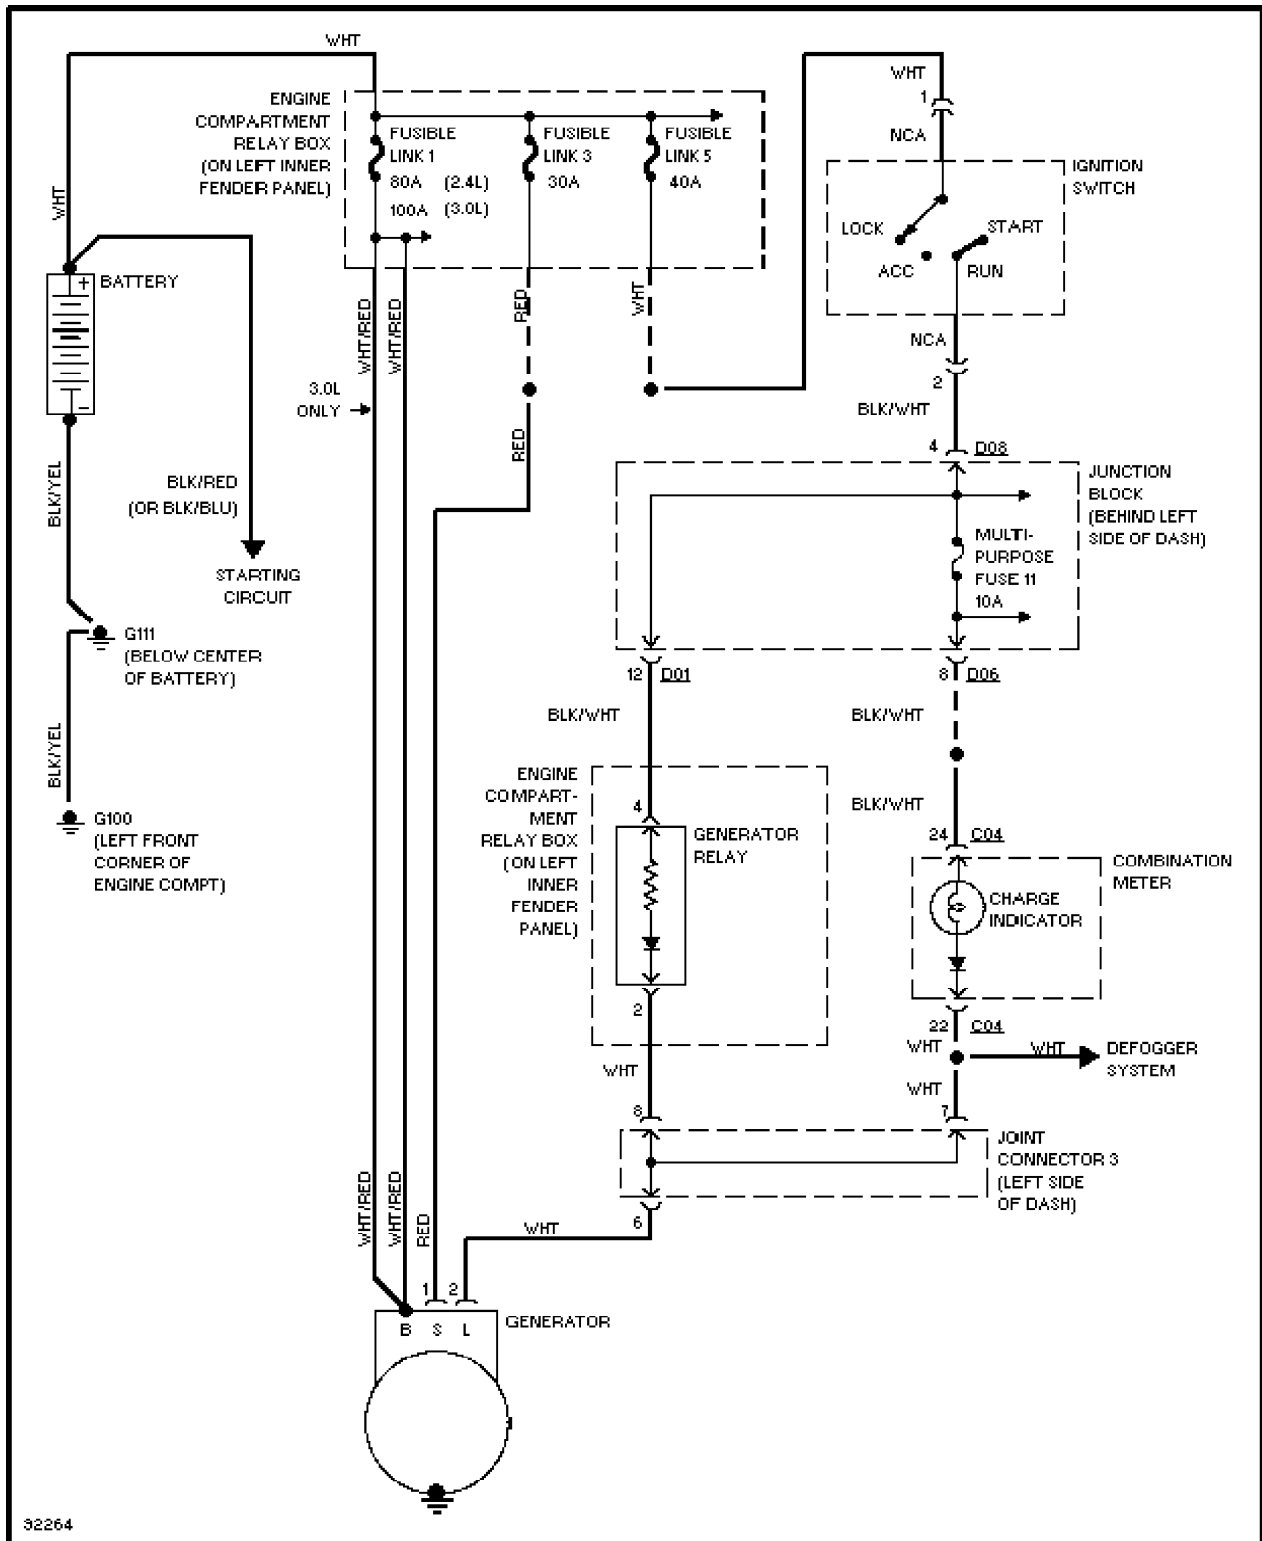 WHT
WHT
ENGINE
COMPARTMENT
RELAY BOX
(ON LEFT INNER
FENDER PANEL)
FUSIBLE
LINK 1
80A (2.4L)
100A (3.0L)
FUSIBLE
LINK 3
30A
FUSIBLE
LINK 5
40A
WHT
1
NCA
IGNITION
SWITCH
LOCK
START
ACC
RUN
NCA
2
BLK/WHT
+
BATTERY
-
WHT/RED
WHT/RED
RED
WHT
3.0L
ONLY
RED
BLK/YEL
BLK/RED
(OR BLK/BLU)
STARTING
CIRCUIT
G111
(BELOW CENTER
OF BATTERY)
BLK/YEL
G100
(LEFT FRONT
CORNER OF
ENGINE COMPT)
4 D08
JUNCTION
BLOCK
(BEHIND LEFT
SIDE OF DASH)
MULTI-
PURPOSE
FUSE 11
10A
12 D01
8 D06
BLK/WHT
BLK/WHT
ENGINE
COMPART-
MENT
RELAY BOX
(ON LEFT
INNER
FENDER
PANEL)
4
GENERATOR
RELAY
2
BLK/WHT
24 C04
COMBINATION
METER
CHARGE
INDICATOR
22 C04
WHT
WHT
DEFOGGER
SYSTEM
WHT
WHT
8
7
JOINT
CONNECTOR 3
(LEFT SIDE
OF DASH)
6
WHT
WHT/RED
WHT/RED
RED
1 2
B S L
GENERATOR
92264